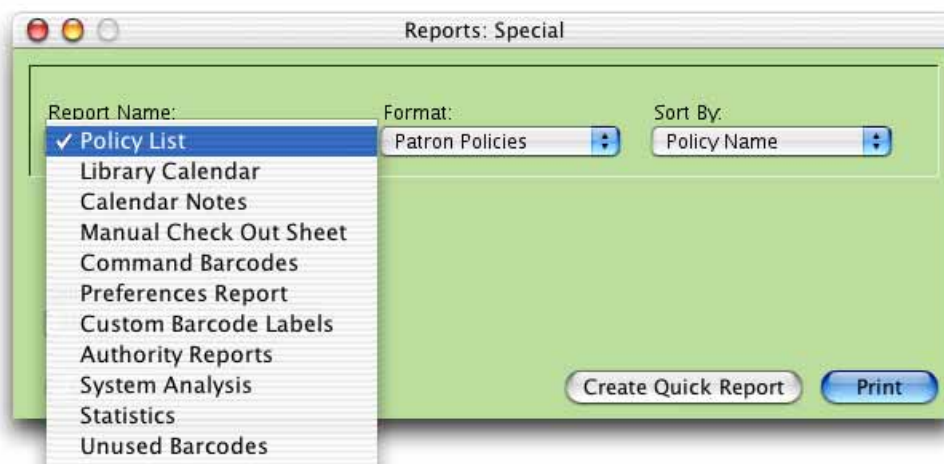 Reports: Special
Report Name:
Format:
Sort By:
✓ Policy List
Patron Policies
Policy Name
Library Calendar
Calendar Notes
Manual Check Out Sheet
Command Barcodes
Preferences Report
Custom Barcode Labels
Authority Reports
System Analysis
Statistics
Unused Barcodes
Create Quick Report
Print